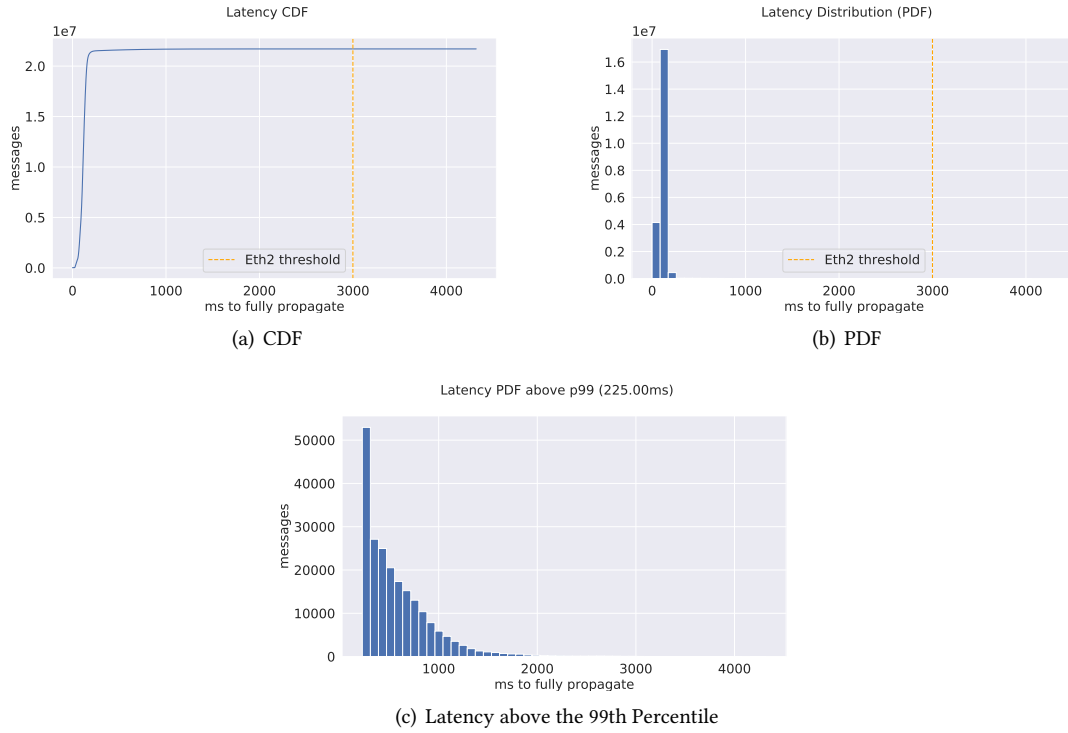 Latency CDF
1e7
2.0
1.5
1.0
0.5
0.0
messages
Eth2 threshold
0 1000 2000 3000 4000
ms to fully propagate
(a) CDF
Latency Distribution (PDF)
1e7
1.6
1.4
1.2
1.0
0.8
0.6
0.4
0.2
0.0
messages
Eth2 threshold
0 1000 2000 3000 4000
ms to fully propagate
(b) PDF
Latency PDF above p99 (225.00ms)
50000
40000
30000
20000
10000
0
messages
1000 2000 3000 4000
ms to fully propagate
(c) Latency above the 99th Percentile